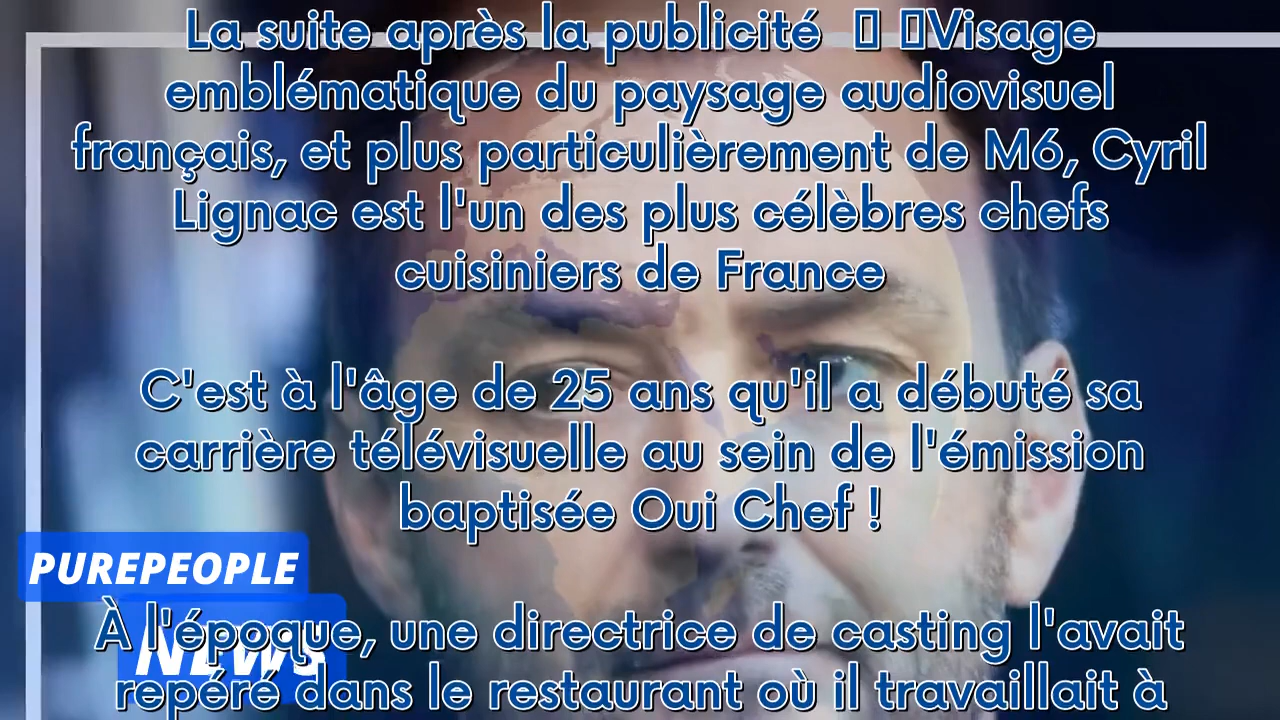 La suite après la publicité Visage
emblématique du paysage audiovisuel
français, et plus particulièrement de M6, Cyril
Lignac est l'un des plus célèbres chefs
cuisiniers de France
C'est à l'âge de 25 ans qu'il a débuté sa
carrière télévisuelle au sein de l'émission
baptisée Oui Chef !
PUREPEOPLE
NEWS
À l'époque, une directrice de casting l'avait
repéré dans le restaurant où il travaillait à